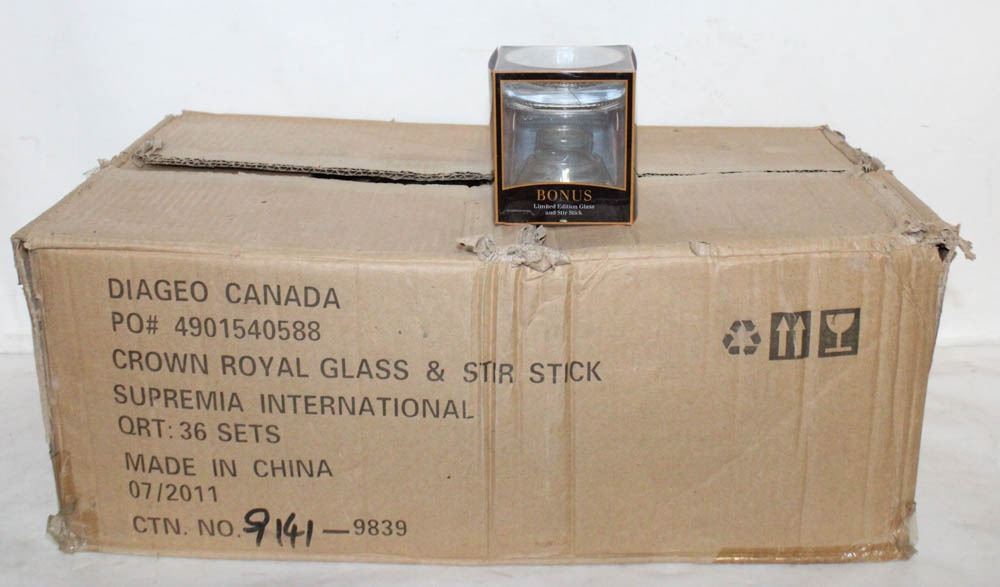 BONUS
Limited Edition Glass
and Stir Stick
DIAGEO CANADA
PO# 4901540588
CROWN ROYAL GLASS & STIR STICK
SUPREMIA INTERNATIONAL
QRT: 36 SETS
MADE IN CHINA
07/2011
CTN. NO. 9141-9839